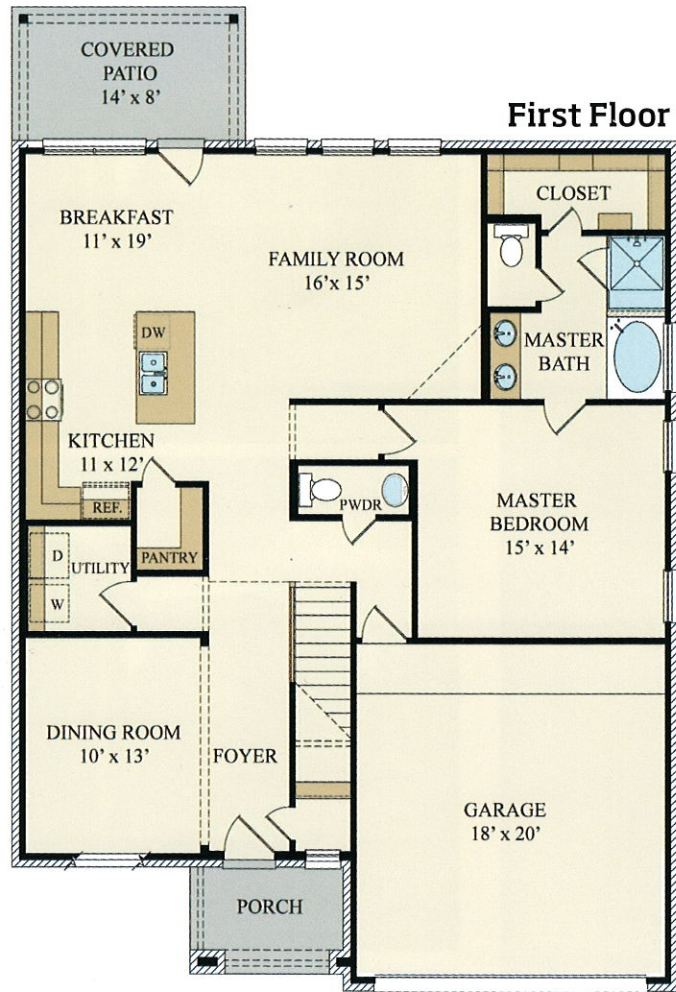 COVERED
PATIO
14’ x 8’
First Floor
CLOSET
BREAKFAST
11’ x 19’
FAMILY ROOM
16’x 15’
DW
MASTER
BATH
KITCHEN
11 x 12’
REF.
PWDR
MASTER
BEDROOM
15’ x 14’
D
UTILITY
PANTRY
W
DINING ROOM
10’ x 13’
FOYER
GARAGE
18’ x 20’
PORCH